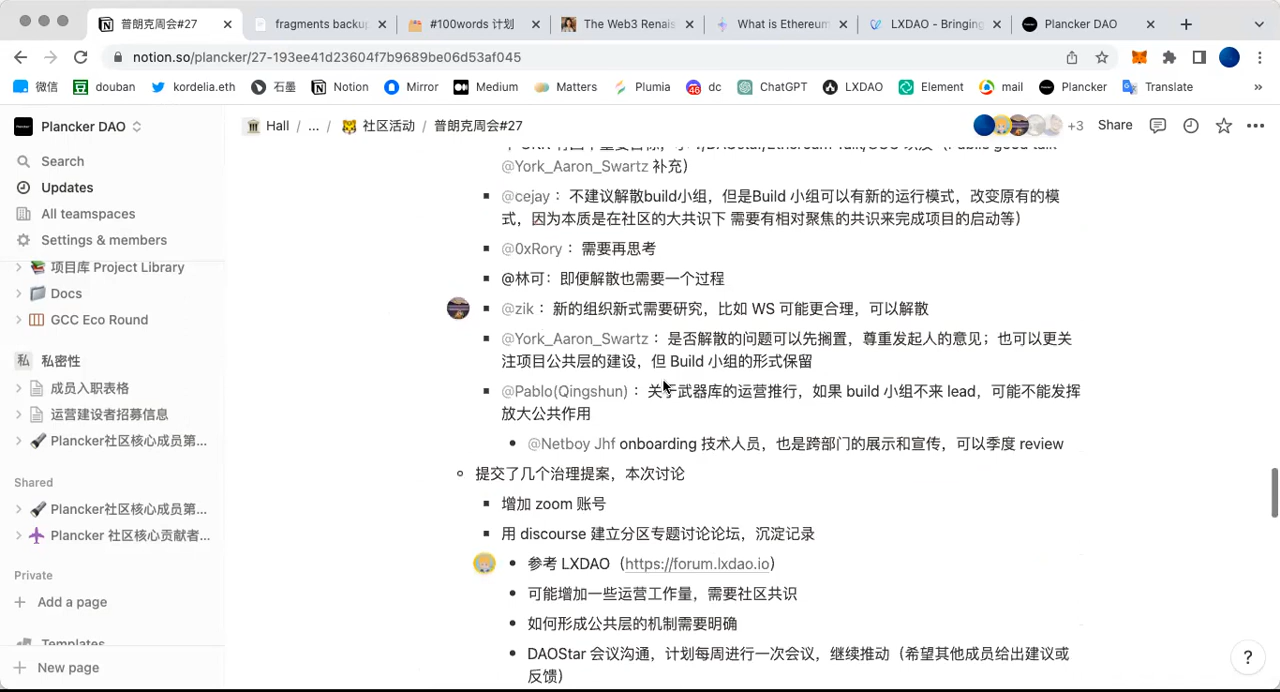 普朗克周会#27
fragments backup
#100words 计划
The Web3 Renais
What is Ethereum
LXDAO - Bringing
Plancker DAO
notion.so/plancker/27-193ee41d23604f7b9689be06d53af045
微信
douban
kordelia.eth
石墨
Notion
Mirror
Medium
Matters
Plumia
46
dc
ChatGPT
LXDAO
Element
mail
Plancker
Translate
»
Plancker DAO
Hall / ... / 社区活动 / 普朗克周会#27
+3
Share
Search
Updates
All teamspaces
Settings & members
项目库 Project Library
Docs
GCC Eco Round
私 私密性
成员入职表格
运营建设者招募信息
Plancker社区核心成员第...
Shared
Plancker社区核心成员第...
Plancker 社区核心贡献者...
Private
Add a page
Templates
New page
@York_Aaron_Swartz 补充)
@cejay： 不建议解散build小组，但是Build 小组可以有新的运行模式，改变原有的模
式，因为本质是在社区的大共识下 需要有相对聚焦的共识来完成项目的启动等）
@0xRory： 需要再思考
@林可：即便解散也需要一个过程
@zik： 新的组织新式需要研究，比如 WS 可能更合理，可以解散
@York_Aaron_Swartz： 是否解散的问题可以先搁置，尊重发起人的意见；也可以更关
注项目公共层的建设，但 Build 小组的形式保留
@Pablo(Qingshun)： 关于武器库的运营推行，如果 build 小组不来 lead，可能不能发挥
放大公共作用
@Netboy Jhf onboarding 技术人员，也是跨部门的展示和宣传，可以季度 review
提交了几个治理提案，本次讨论
增加 zoom 账号
用 discourse 建立分区专题讨论论坛，沉淀记录
参考 LXDAO（https://forum.lxdao.io）
可能增加一些运营工作量，需要社区共识
如何形成公共层的机制需要明确
DAOStar 会议沟通，计划每周进行一次会议，继续推动（希望其他成员给出建议或
反馈）
?